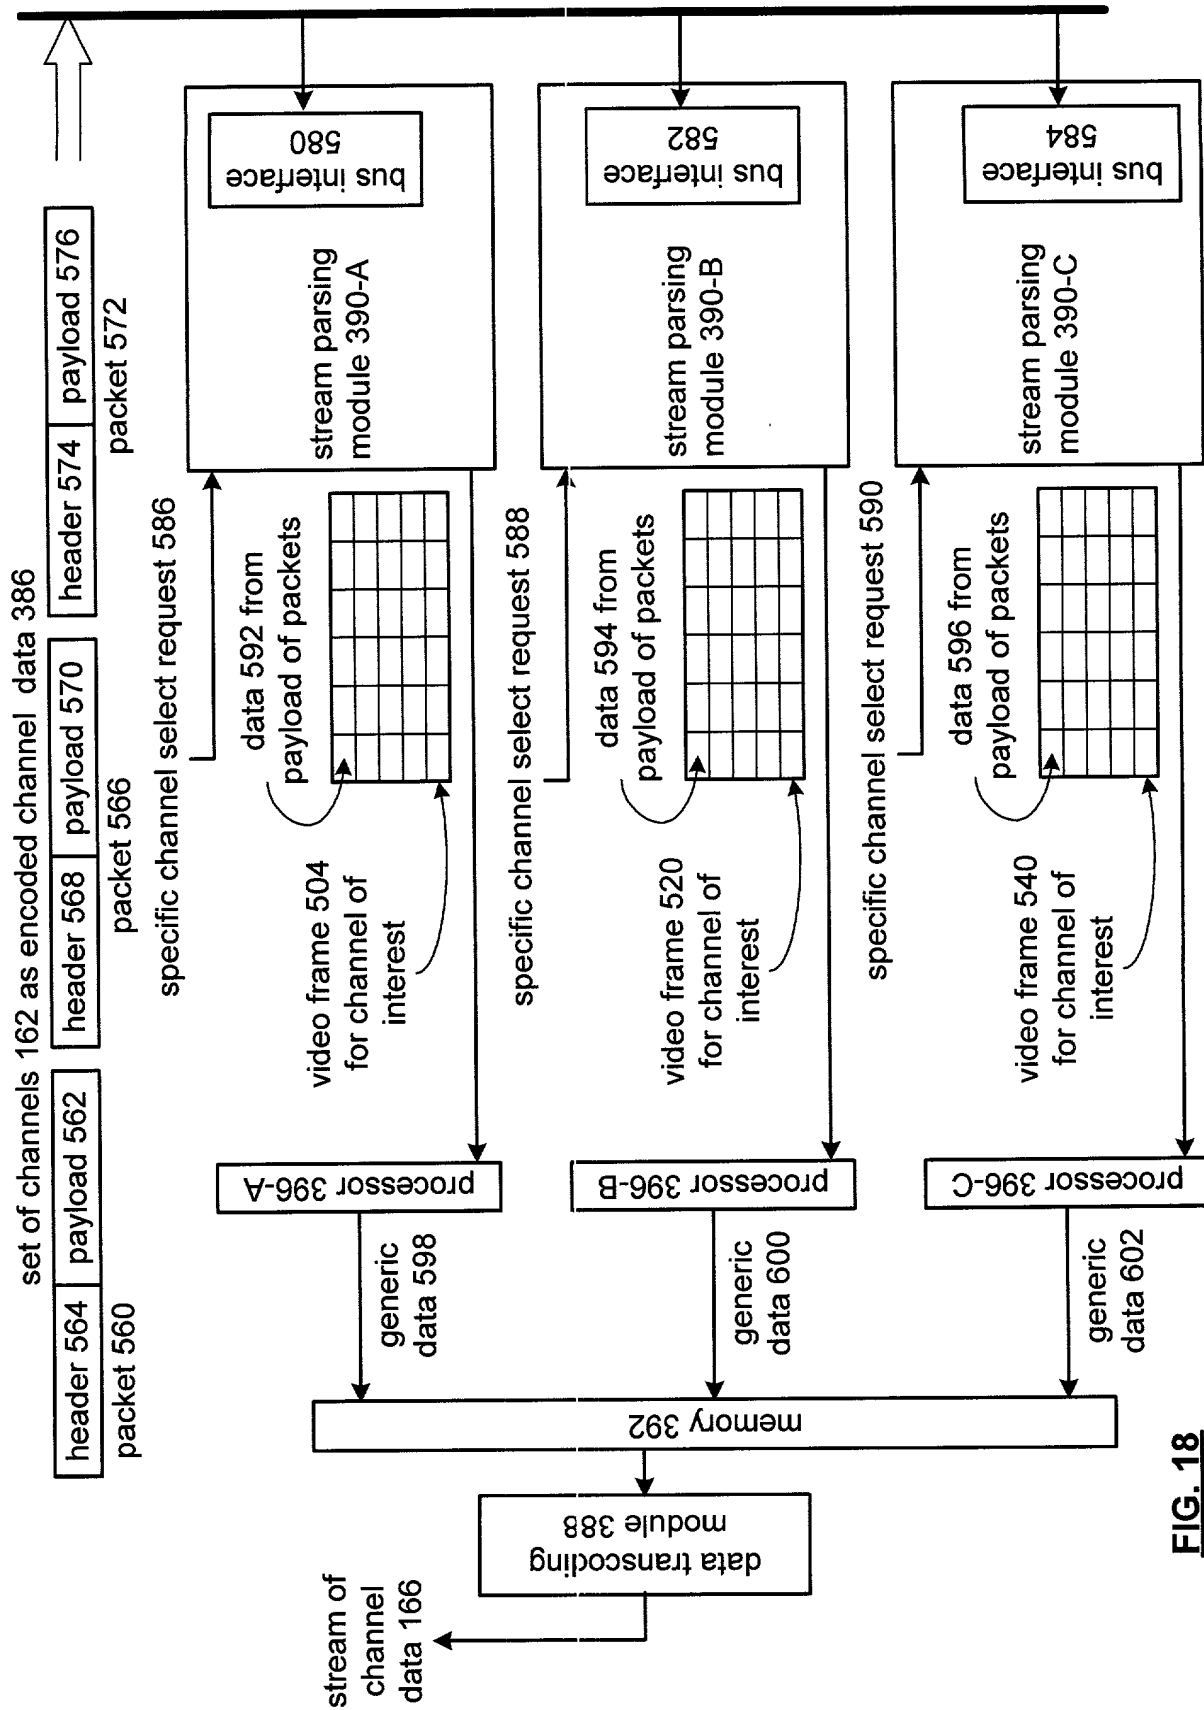 set of channels 162 as encoded channel data 386
header 564
payload 562
packet 560
header 568
payload 570
packet 566
header 574
payload 576
packet 572
specific channel select request 586
bus interface
580
stream parsing
module 390-A
data 592 from
payload of packets
video frame 504
for channel of
interest
processor 396-A
generic
data 598
specific channel select request 588
bus interface
582
stream parsing
module 390-B
data 594 from
payload of packets
video frame 520
for channel of
interest
processor 396-B
generic
data 600
specific channel select request 590
bus interface
584
stream parsing
module 390-C
data 596 from
payload of packets
video frame 540
for channel of
interest
processor 396-C
generic
data 602
memory 392
data transcoding
module 388
stream of
channel
data 166
FIG. 18